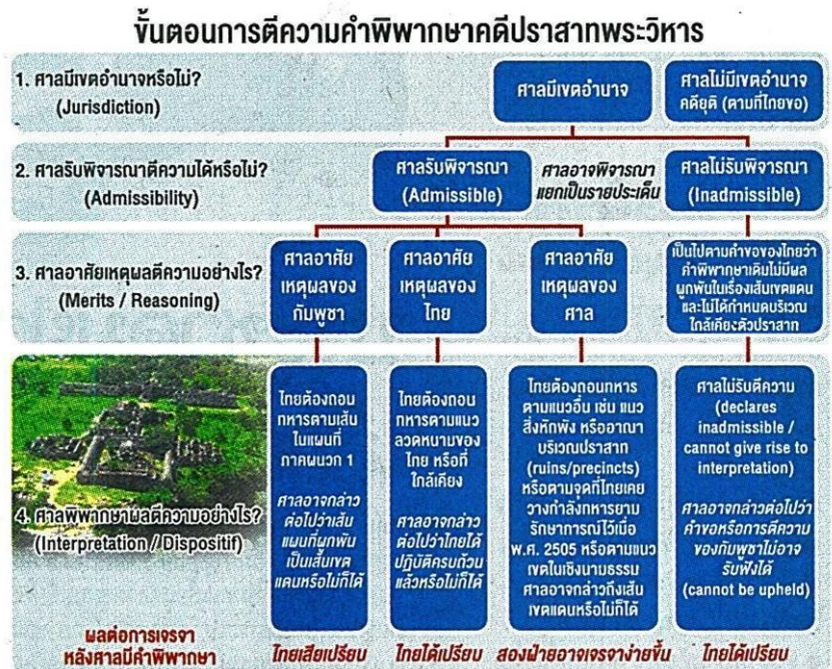 ขั้นตอนการตีความคำพิพากษาคดีปราสาทพระวิหาร
1. ศาลมีเขตอำนาจหรือไม่?
(Jurisdiction)
ศาลมีเขตอำนาจ
ศาลไม่มีเขตอำนาจ
คดียุติ (ตามที่ไทยขอ)
2. ศาลรับพิจารณาตีความได้หรือไม่?
(Admissibility)
ศาลรับพิจารณา
(Admissible)
ศาลอาจพิจารณา
แยกเป็นรายประเด็น
ศาลไม่รับพิจารณา
(Inadmissible)
3. ศาลอาศัยเหตุผลตีความอย่างไร?
(Merits / Reasoning)
ศาลอาศัย
เหตุผลของ
กัมพูชา
ศาลอาศัย
เหตุผลของ
ไทย
ศาลอาศัย
เหตุผลของ
ศาล
เป็นไปตามคำขอของไทยว่า
คำพิพากษาเดิมไม่มีผล
ผูกพันในเรื่องเส้นเขตแดน
และไม่ได้กำหนดบริเวณ
ใกล้เคียงตัวปราสาท
4. ศาลพิพากษาผลตีความอย่างไร?
(Interpretation / Dispositif)
ไทยต้องถอน
ทหารตามเส้น
ในแผนที่
ภาคผนวก 1
ศาลอาจกล่าว
ต่อไปว่าเส้น
แผนที่ผูกพัน
เป็นเส้นเขต
แดนหรือไม่ก็ได้
ไทยต้องถอน
ทหารตามแนว
ลวดหนามของ
ไทย หรือที่
ใกล้เคียง
ศาลอาจกล่าว
ต่อไปว่าไทยได้
ปฏิบัติครบถ้วน
แล้วหรือไม่ก็ได้
ไทยต้องถอนทหาร
ตามแนวอื่น เช่น แนว
สิ่งหักพัง หรืออาณา
บริเวณปราสาท
(ruins/precincts)
หรือตามจุดที่ไทยเคย
วางกำลังทหารยาม
รักษาการณ์ไว้เมื่อ
พ.ศ. 2505 หรือตามแนว
เขตในเชิงนามธรรม
ศาลอาจกล่าวถึงเส้น
เขตแดนหรือไม่ก็ได้
ศาลไม่รับตีความ
(declares
inadmissible /
cannot give rise to
interpretation)
ศาลอาจกล่าวต่อไปว่า
คำขอหรือการตีความ
ของกัมพูชาไม่อาจ
รับฟังได้
(cannot be upheld)
ผลต่อการเจรจา
หลังศาลมีคำพิพากษา
ไทยเสียเปรียบ
ไทยได้เปรียบ
สองฝ่ายอาจเจรจาง่ายขึ้น
ไทยได้เปรียบ